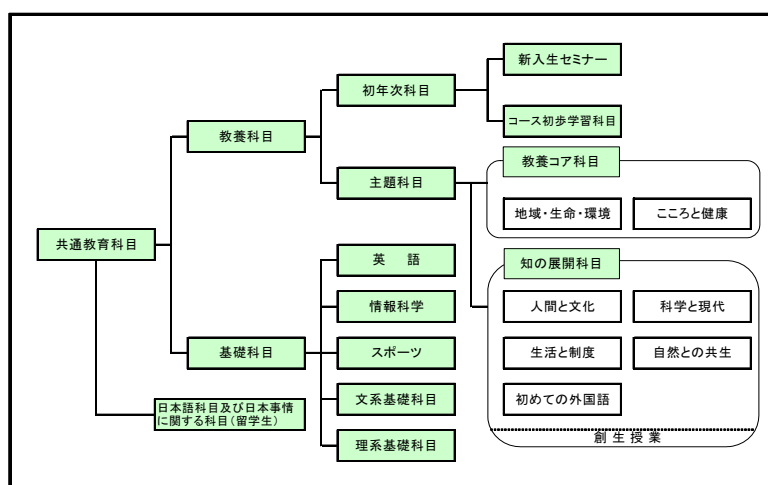 共通教育科目
教養科目
初年次科目
新入生セミナー
コース初歩学習科目
主題科目
教養コア科目
地域・生命・環境
こころと健康
知の展開科目
人間と文化
科学と現代
生活と制度
自然との共生
初めての外国語
創生授業
基礎科目
英　語
情報科学
スポーツ
文系基礎科目
理系基礎科目
日本語科目及び日本事情
に関する科目(留学生)